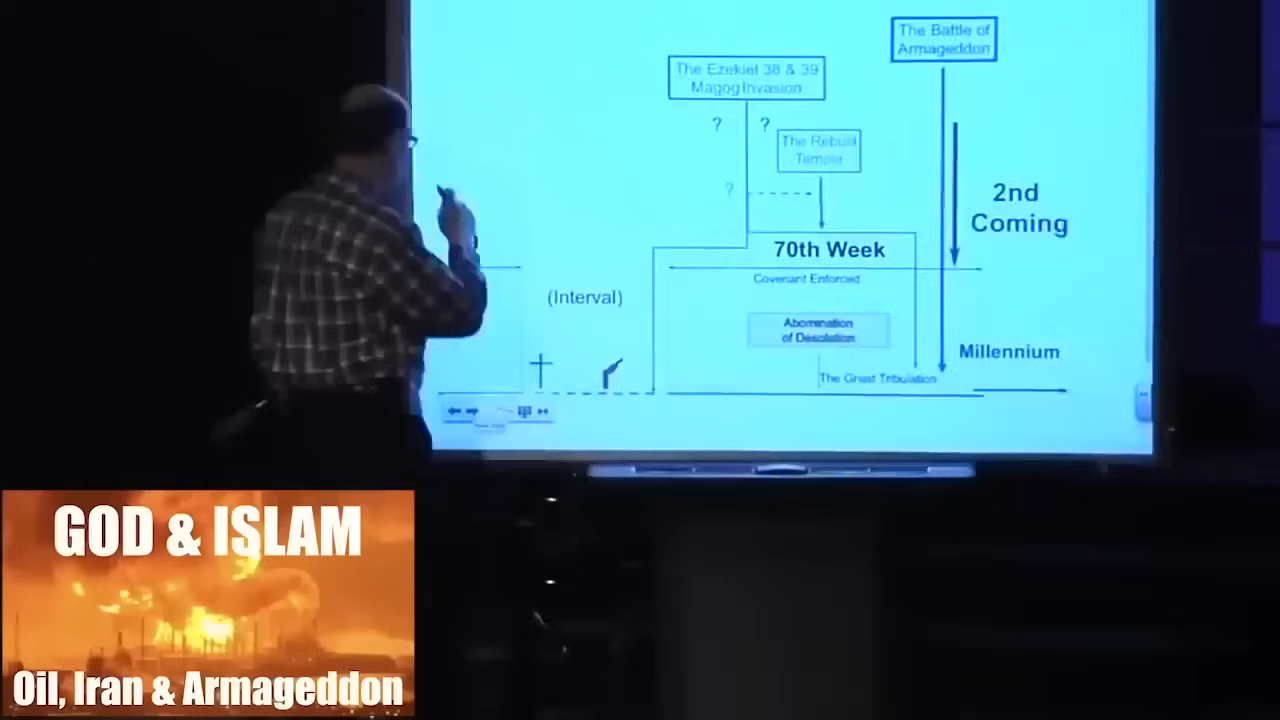 The Battle of
Armageddon
The Ezekiel 38 & 39
Magog Invasion
?
?
The Rebuilt
Temple
?
2nd
Coming
70th Week
Covenant Enforced
(Interval)
Abomination
of Desolation
Millennium
The Great Tribulation
GOD & ISLAM
Oil, Iran & Armageddon